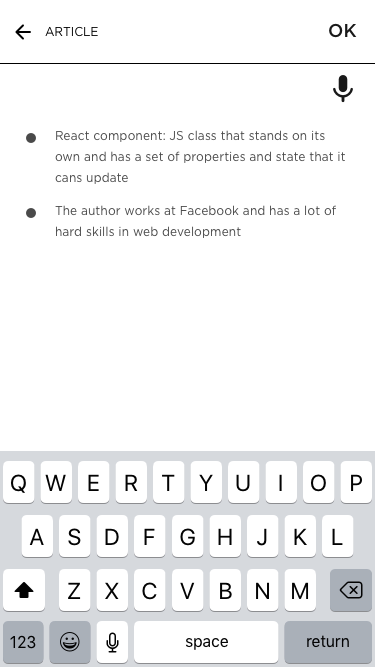 ARTICLE OK
React component: JS class that stands on its
own and has a set of properties and state that it
cans update
The author works at Facebook and has a lot of
hard skills in web development
Q W E R T Y U I O P
A S D F G H J K L
Z X C V B N M
123 space return